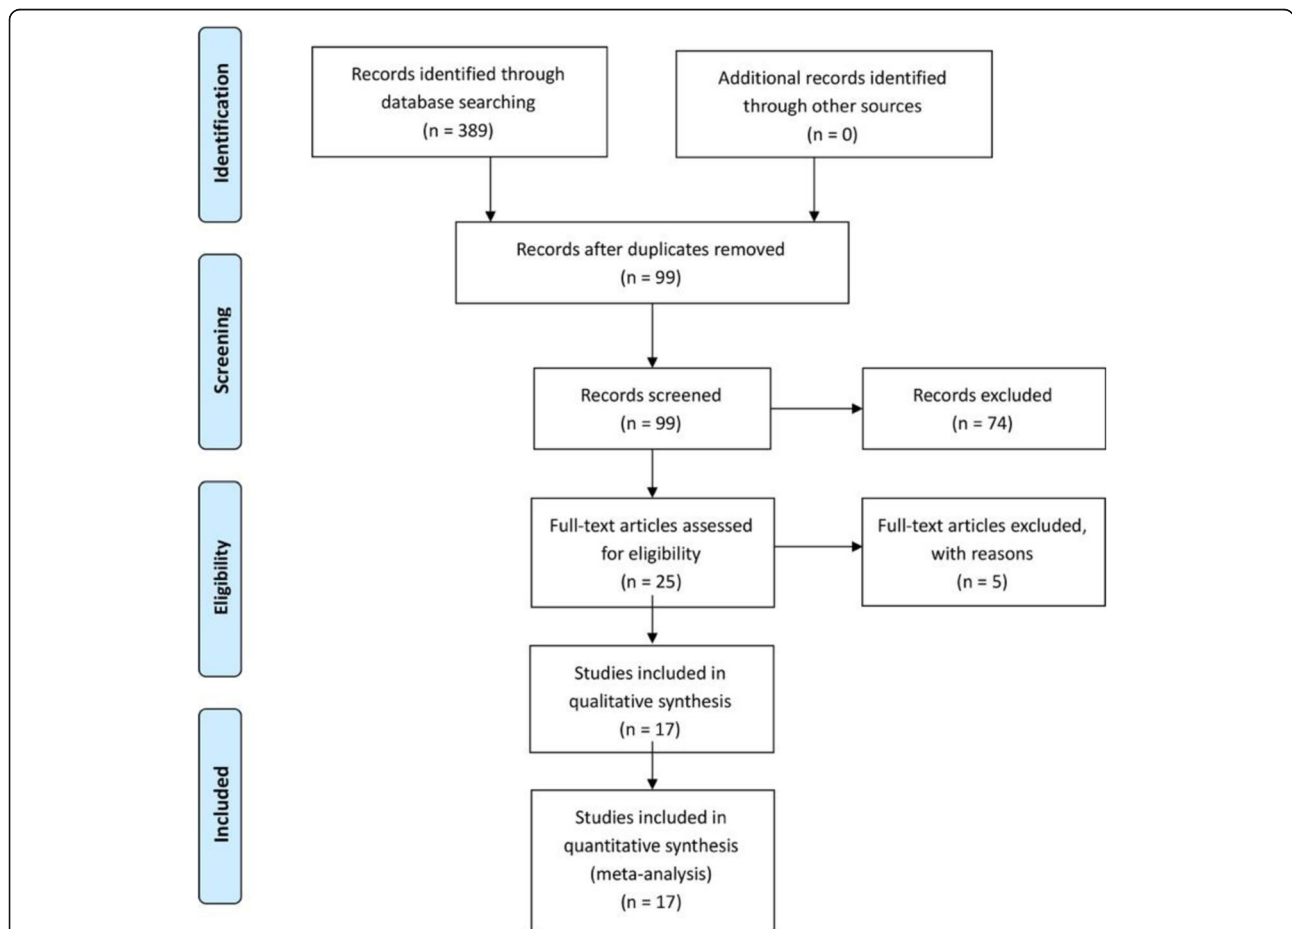 Identification
Records identified through
database searching
(n = 389)
Additional records identified
through other sources
(n = 0)
Records after duplicates removed
(n = 99)
Screening
Records screened
(n = 99)
Records excluded
(n = 74)
Eligibility
Full-text articles assessed
for eligibility
(n = 25)
Full-text articles excluded,
with reasons
(n = 5)
Studies included in
qualitative synthesis
(n = 17)
Included
Studies included in
quantitative synthesis
(meta-analysis)
(n = 17)